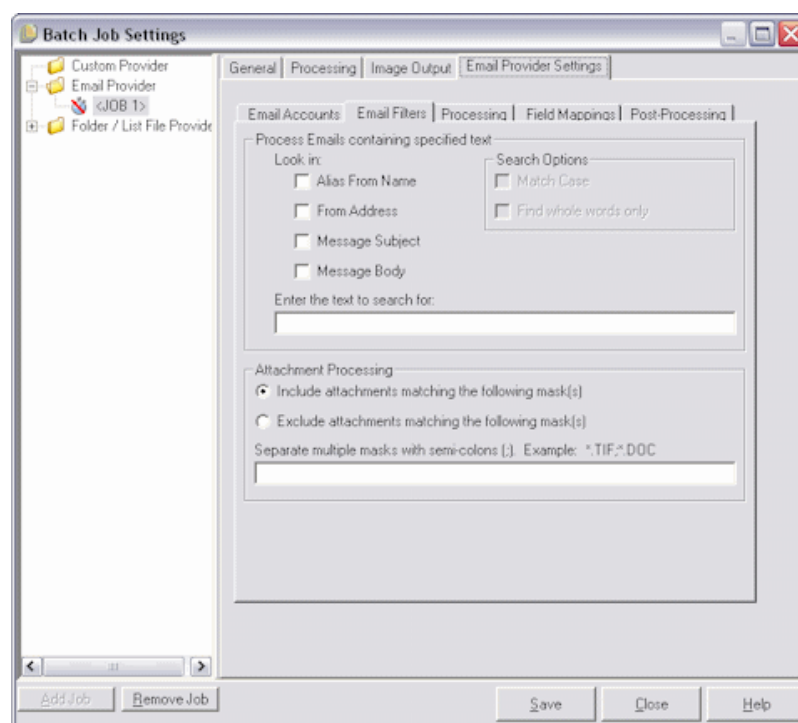 Batch Job Settings
Custom Provider
Email Provider
<JOB 1>
Folder / List File Provide
General Processing Image Output Email Provider Settings
Email Accounts Email Filters Processing Field Mappings Post-Processing
Process Emails containing specified text
Look in:
Search Options
Alias From Name
Match Case
From Address
Find whole words only
Message Subject
Message Body
Enter the text to search for:
Attachment Processing
Include attachments matching the following mask(s)
Exclude attachments matching the following mask(s)
Separate multiple masks with semi-colons (;). Example: *.TIF;*.DOC
Add Job Remove Job Save Close Help